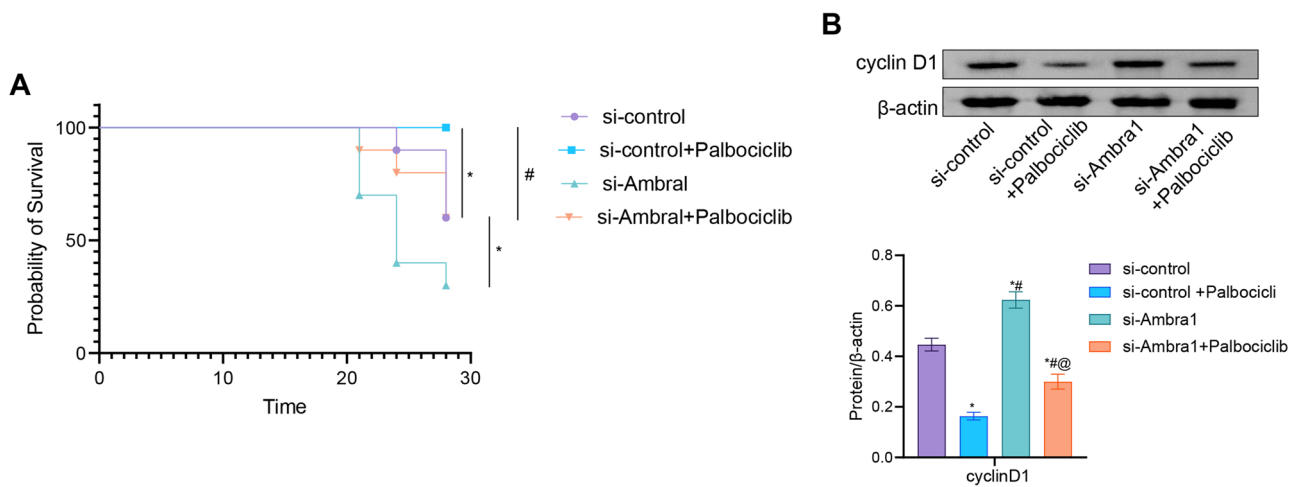 A
Probability of Survival
100
50
0
0
10
20
30
Time
*
#
*
si-control
si-control+Palbociclib
si-Ambral
si-Ambral+Palbociclib
B
cyclin D1
β-actin
si-control
si-control
+Palbociclib
si-Ambra1
si-Ambra1
+Palbociclib
Protein/β-actin
0.8
0.6
0.4
0.2
0.0
*
*#
*#@
cyclinD1
si-control
si-control +Palbocicli
si-Ambra1
si-Ambra1+Palbociclib